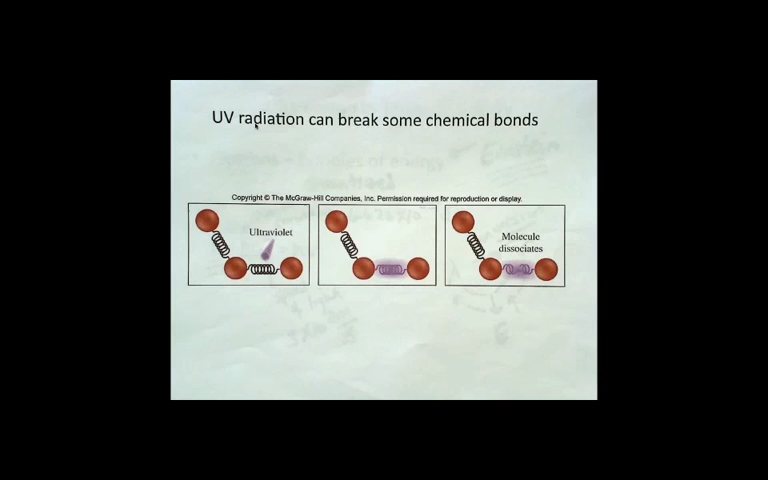 UV radiation can break some chemical bonds
Copyright © The McGraw-Hill Companies, Inc. Permission required for reproduction or display.
Ultraviolet
Molecule
dissociates